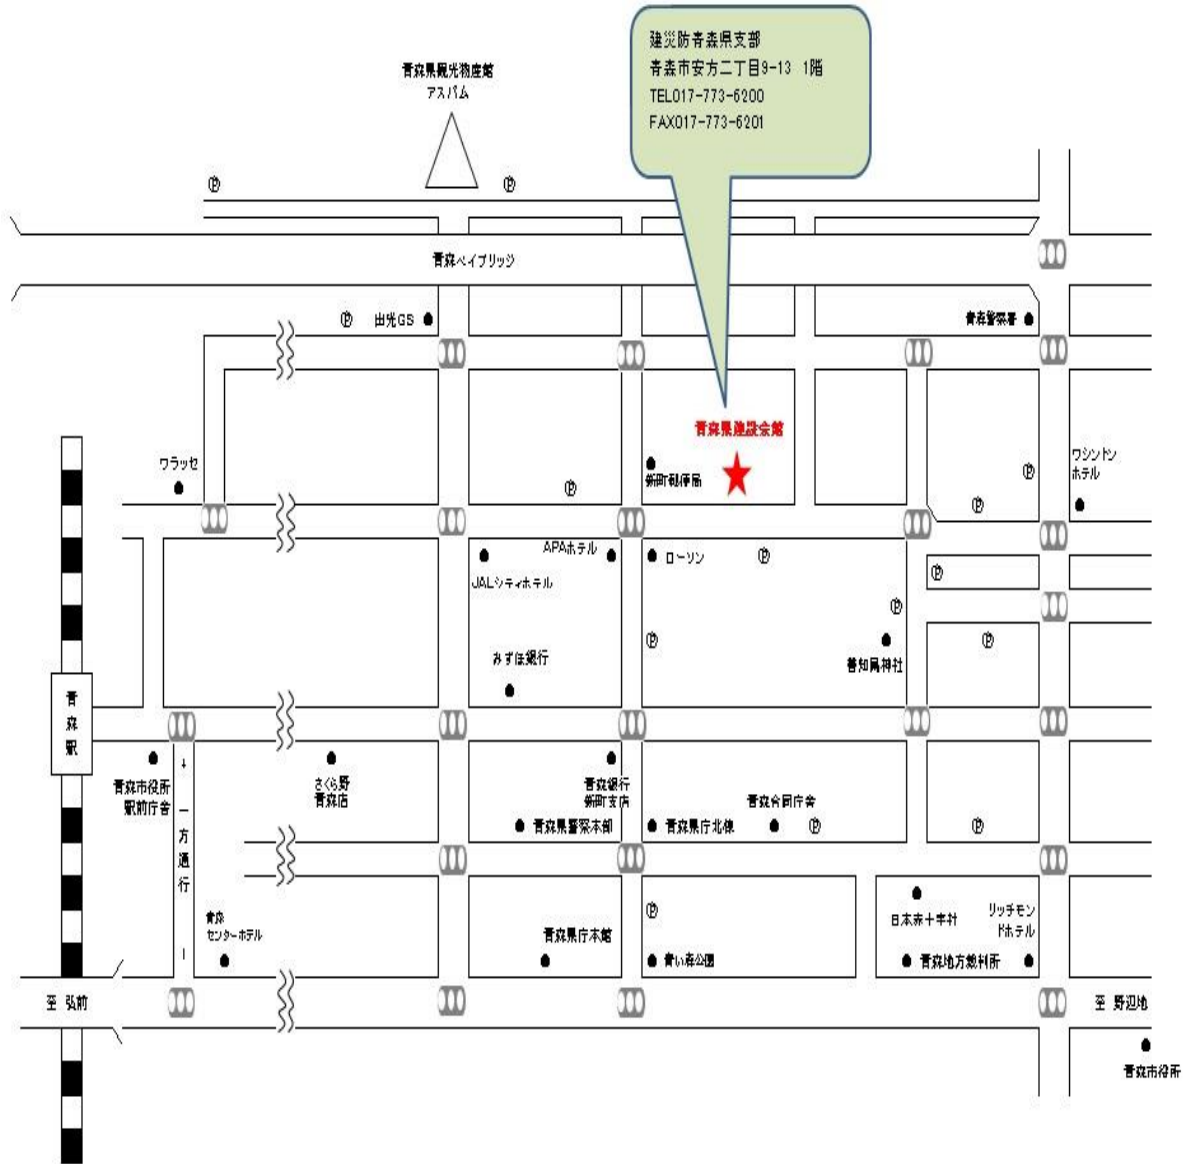 建災防青森県支部
青森市安方二丁目9-13 1階
TEL017-773-6200
FAX017-773-6201
青森県観光物産館
アスパム
Ⓟ
Ⓟ
青森ベイブリッジ
Ⓟ
出光GS
青森警察署
青森県建設会館
ワラッセ
新町郵便局
Ⓟ
ワシントン
ホテル
Ⓟ
Ⓟ
JALシティホテル
APAホテル
ローソン
Ⓟ
Ⓟ
Ⓟ
みずほ銀行
Ⓟ
善知鳥神社
Ⓟ
青森駅
青森市役所
駅前庁舎
一方通行
さくら野
青森店
青森銀行
新町支店
青森合同庁舎
青森県警察本部
青森県庁北棟
Ⓟ
Ⓟ
青森
センターホテル
青森県庁本館
Ⓟ
青い森公園
日本赤十字社
リッチモン
ドホテル
青森地方裁判所
至 弘前
至 野辺地
青森市役所